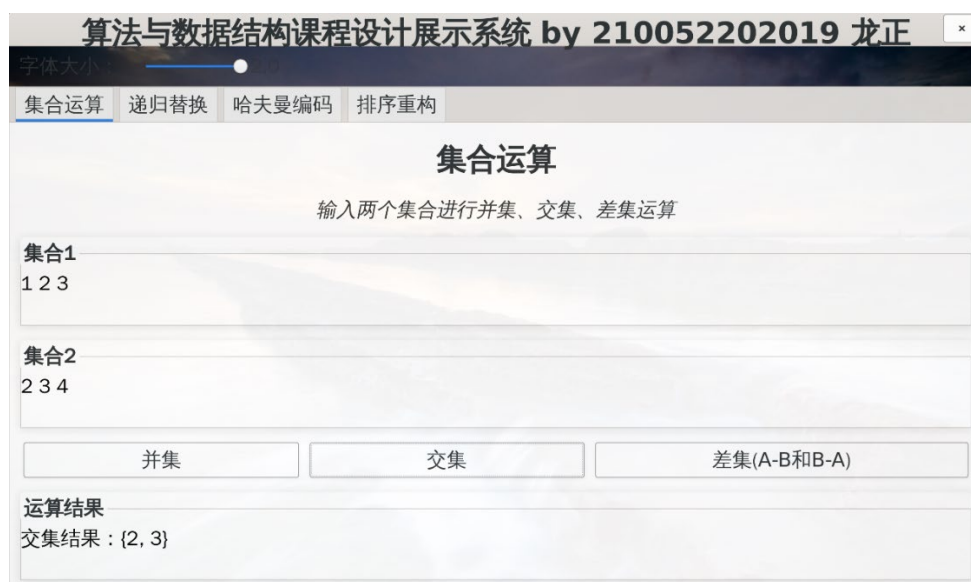 算法与数据结构课程设计展示系统 by 210052202019 龙正
×
字体大小：
集合运算 递归替换 哈夫曼编码 排序重构
集合运算
输入两个集合进行并集、交集、差集运算
集合1
1 2 3
集合2
2 3 4
并集 交集 差集(A-B和B-A)
运算结果
交集结果：{2, 3}